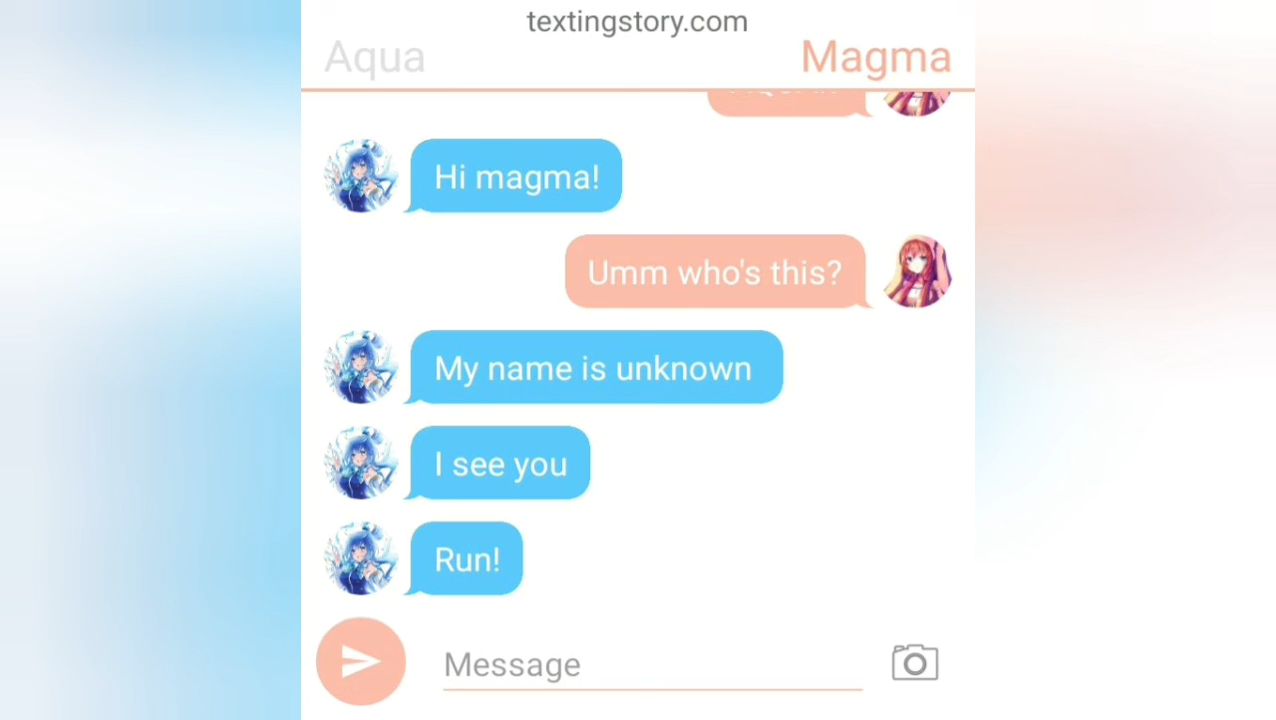 textingstory.com
Aqua
Magma
Hi magma!
Umm who's this?
My name is unknown
I see you
Run!
Message